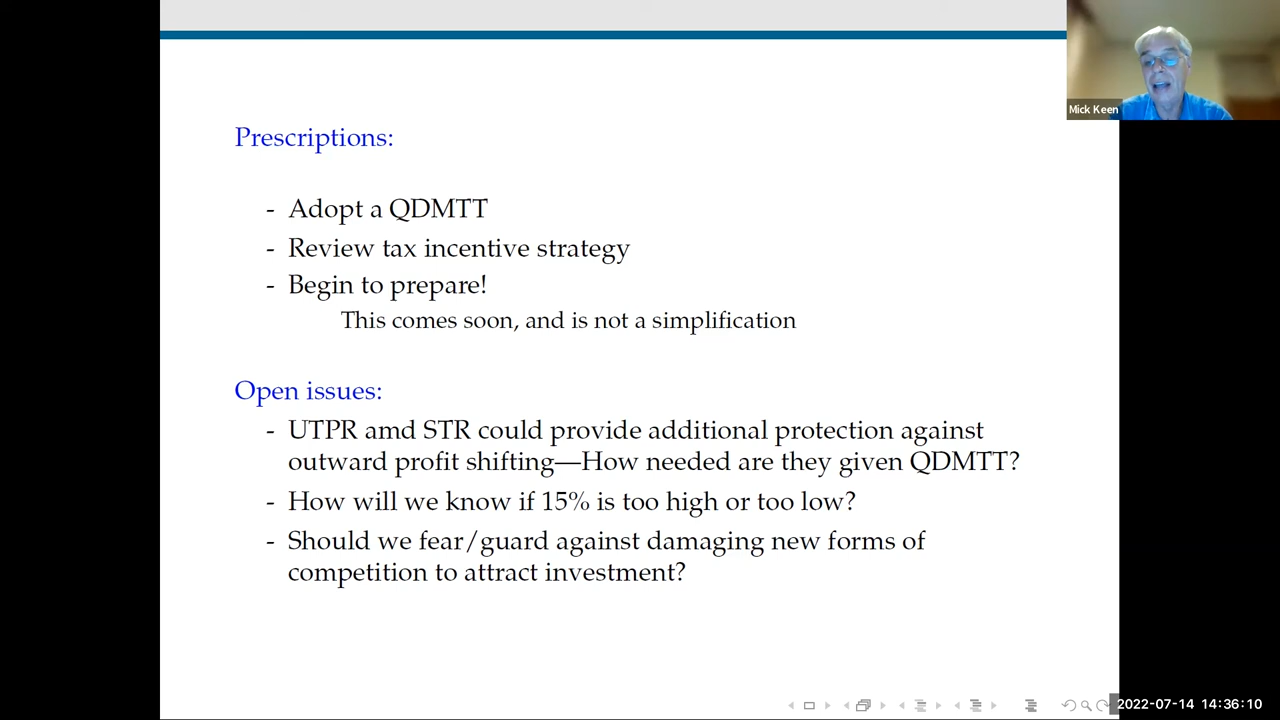 Mick Keen
Prescriptions:
- Adopt a QDMTT
- Review tax incentive strategy
- Begin to prepare!
This comes soon, and is not a simplification
Open issues:
- UTPR amd STR could provide additional protection against
outward profit shifting—How needed are they given QDMTT?
- How will we know if 15% is too high or too low?
- Should we fear/guard against damaging new forms of
competition to attract investment?
2022-07-14 14:36:10